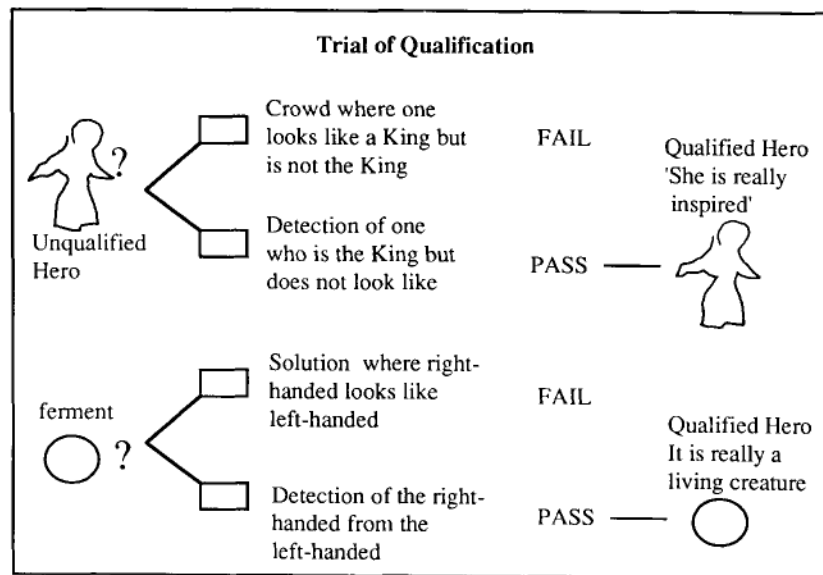 Trial of Qualification
?
Unqualified
Hero
Crowd where one
looks like a King but
is not the King
FAIL
Detection of one
who is the King but
does not look like
PASS
Qualified Hero
'She is really
inspired'
ferment
?
Solution where right-
handed looks like
left-handed
FAIL
Detection of the right-
handed from the
left-handed
PASS
Qualified Hero
It is really a
living creature